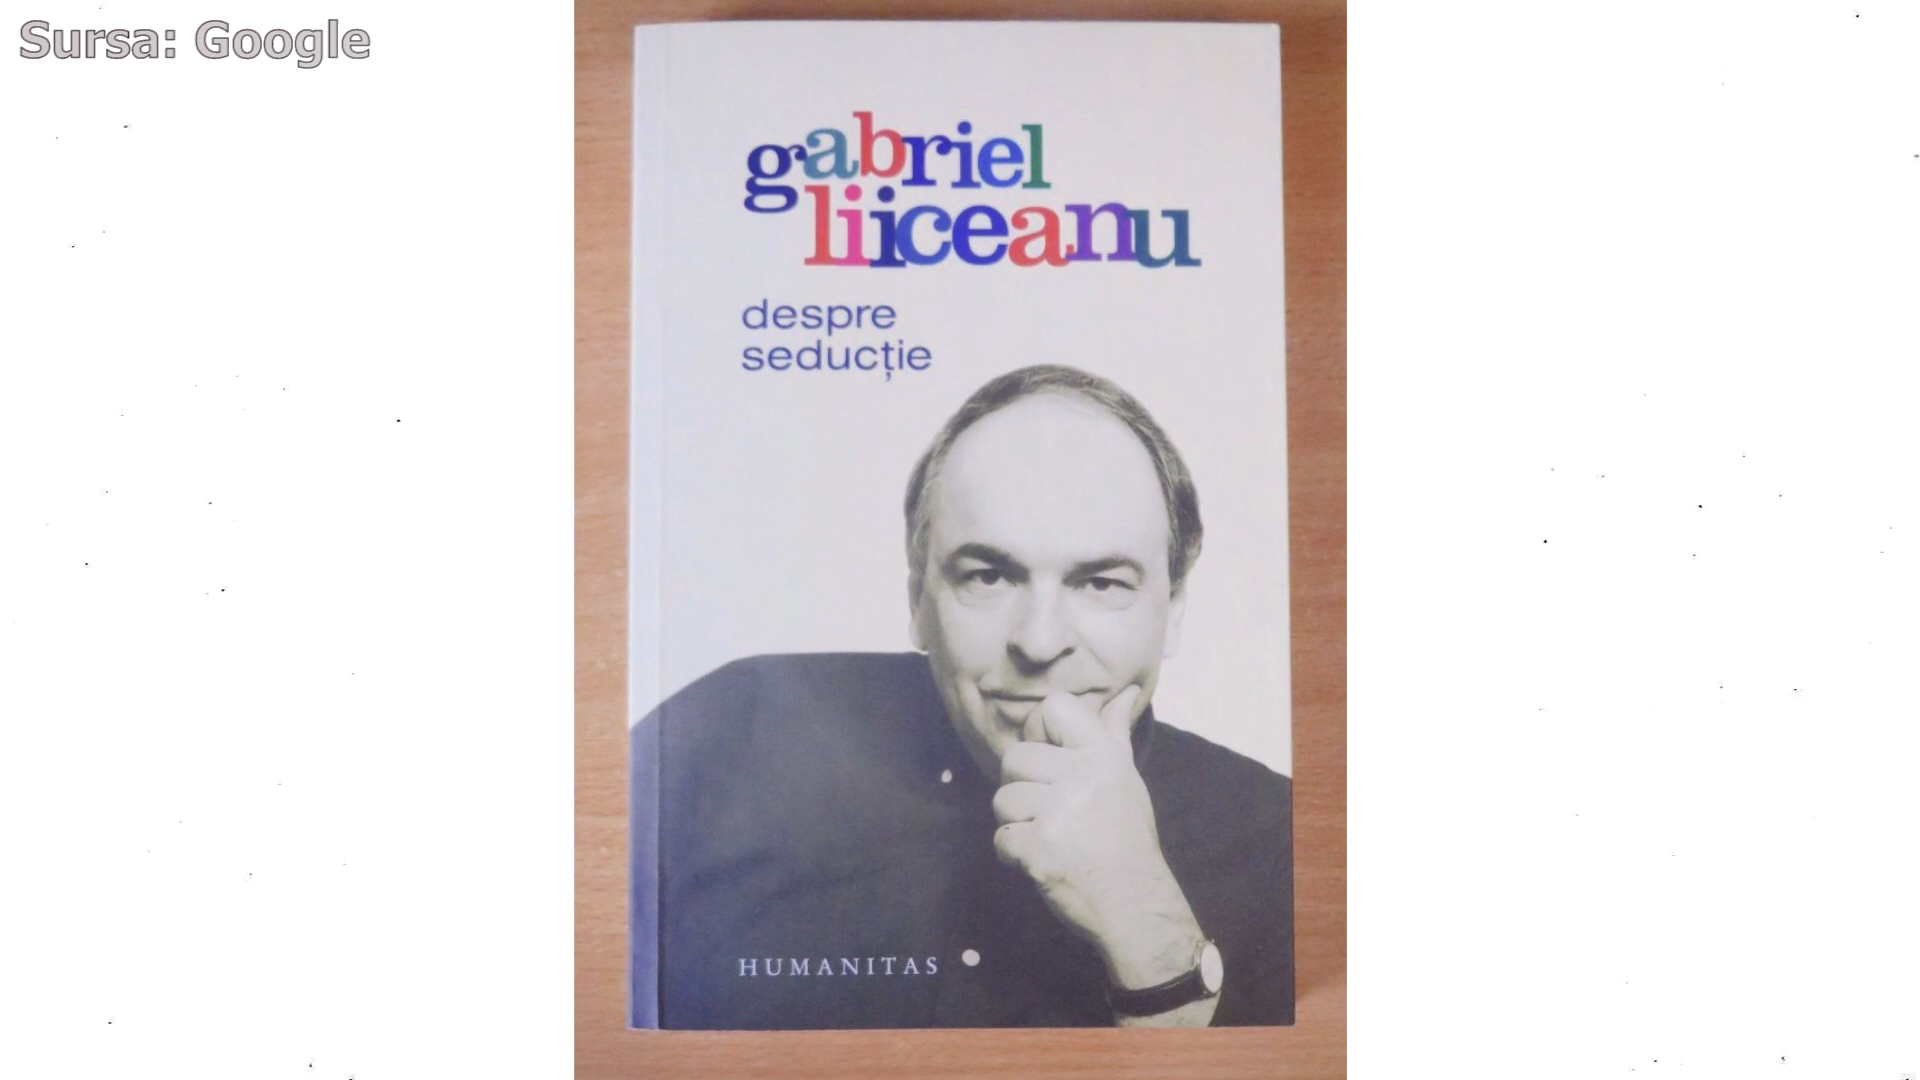 Sursa: Google
gabriel
liiceanu
despre
seducție
HUMANITAS